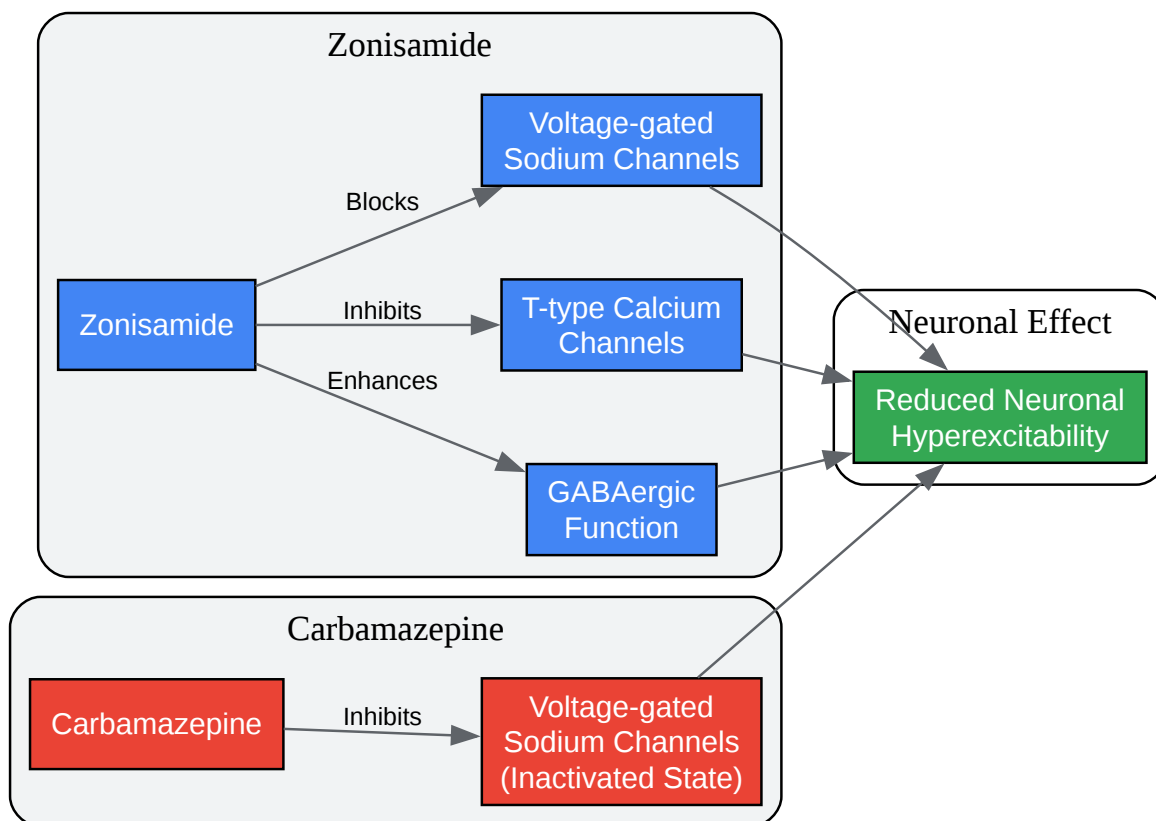 Zonisamide
Voltage-gated
Sodium Channels
Blocks
Zonisamide
Inhibits
T-type Calcium
Channels
Enhances
GABAergic
Function
Neuronal Effect
Reduced Neuronal
Hyperexcitability
Carbamazepine
Carbamazepine
Inhibits
Voltage-gated
Sodium Channels
(Inactivated State)